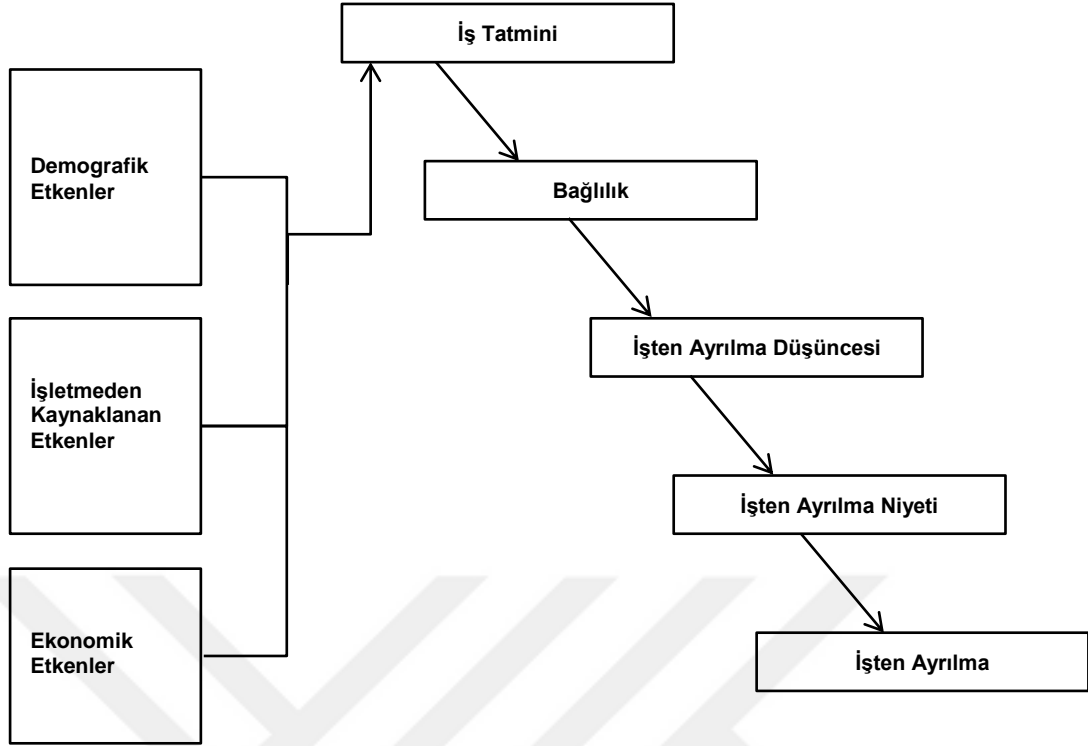 İş Tatmini
Demografik
Etkenler
Bağlılık
İşten Ayrılma Düşüncesi
İşletmeden
Kaynaklanan
Etkenler
İşten Ayrılma Niyeti
Ekonomik
Etkenler
İşten Ayrılma